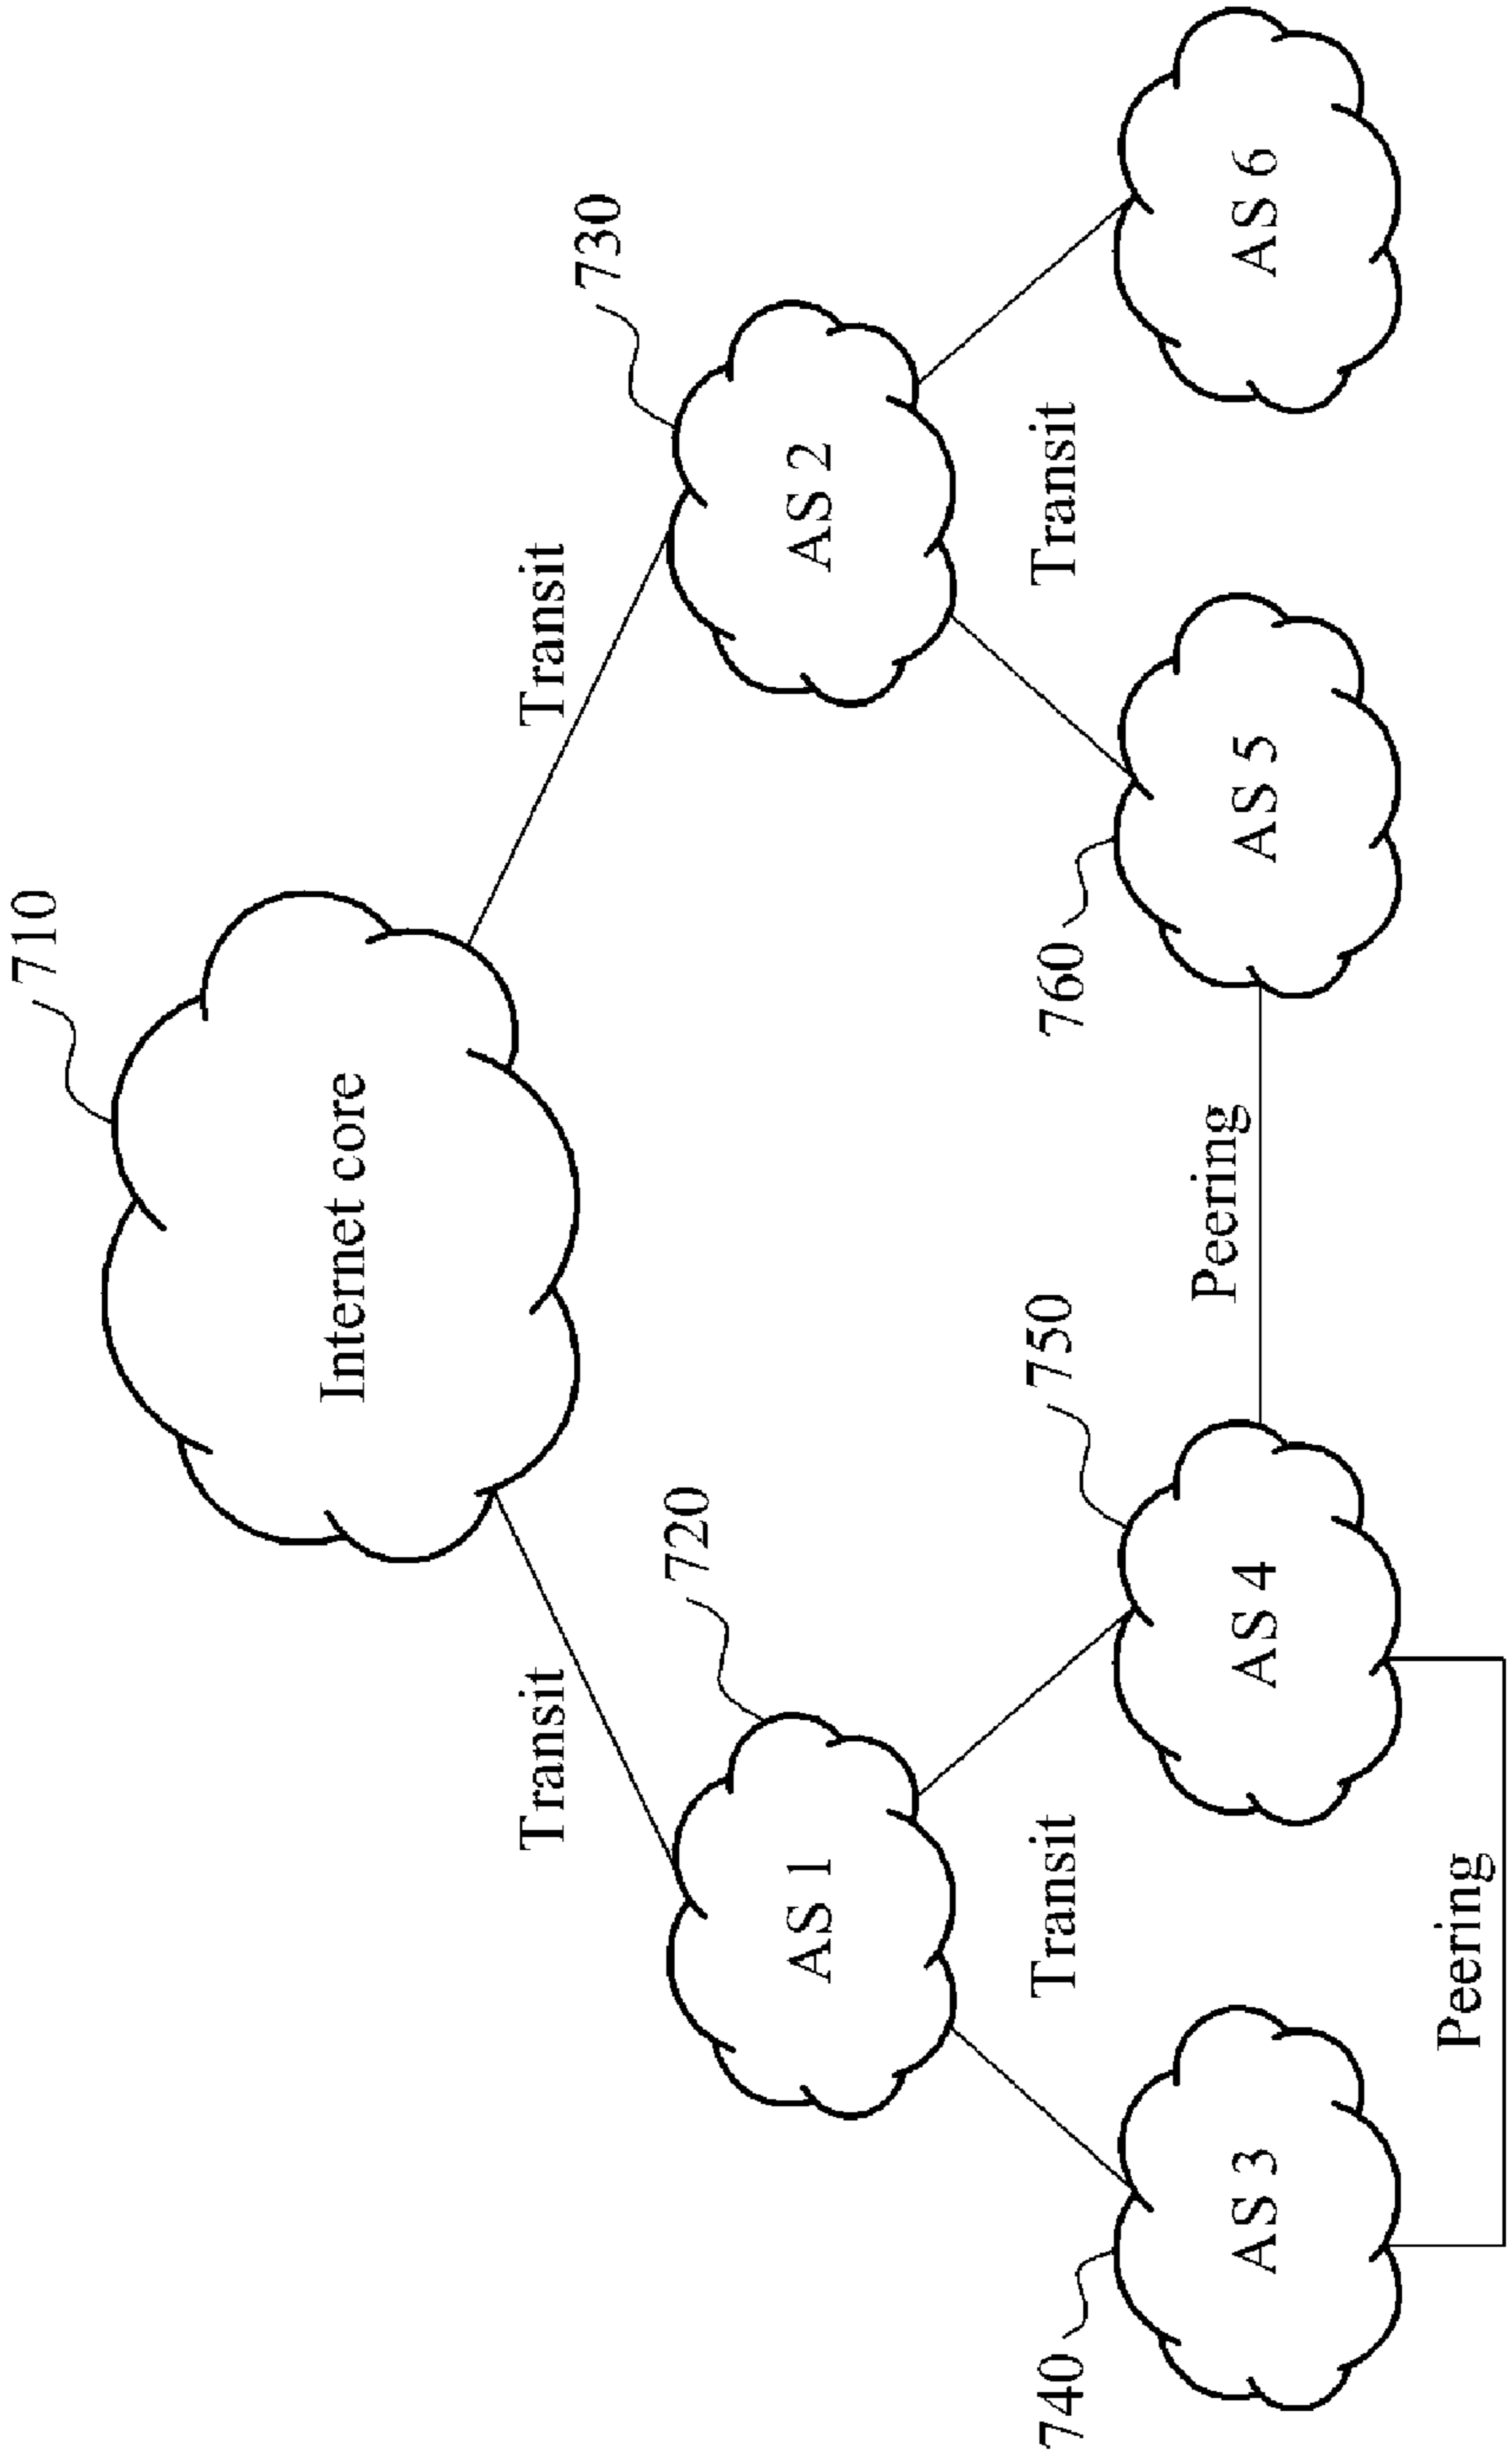 710
Internet core
Transit
Transit
720
730
AS 1
AS 2
Transit
Transit
740
750
760
AS 3
AS 4
Peering
AS 5
AS 6
Peering